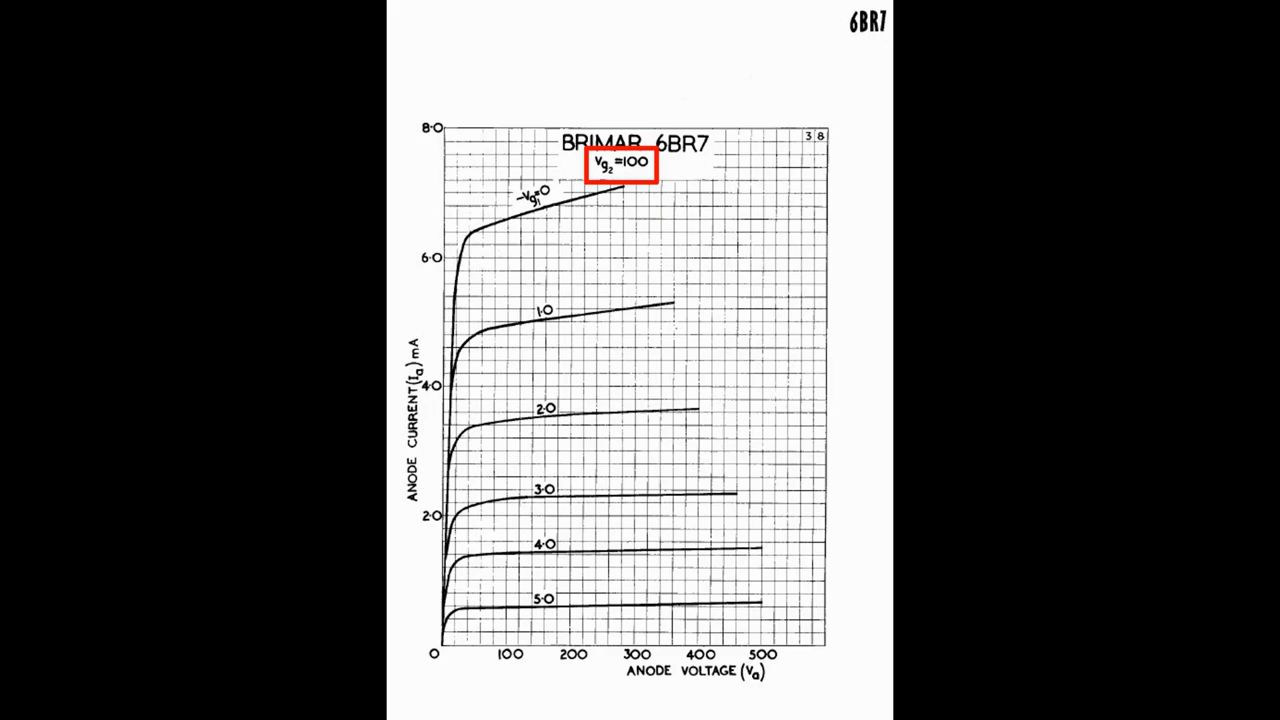 6BR7
8.0
38
BRIMAR 6BR7
Vg2=100
-Vg1=0
6.0
1.0
ANODE CURRENT (Ia) mA
4.0
2.0
3.0
2.0
4.0
5.0
0 100 200 300 400 500
ANODE VOLTAGE (Va)